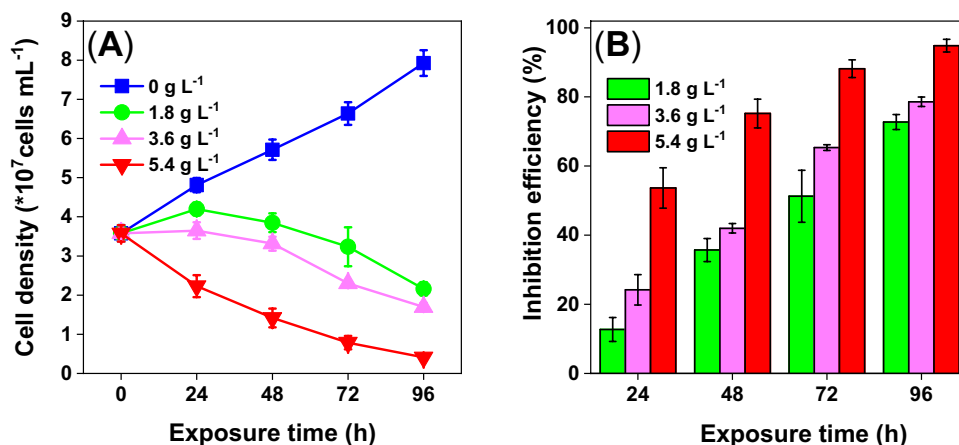 (A)
0 g L⁻¹
1.8 g L⁻¹
3.6 g L⁻¹
5.4 g L⁻¹
Cell density (*10⁷cells mL⁻¹)
9
8
7
6
5
4
3
2
1
0
0 24 48 72 96
Exposure time (h)
(B)
1.8 g L⁻¹
3.6 g L⁻¹
5.4 g L⁻¹
Inhibition efficiency (%)
100
80
60
40
20
0
24 48 72 96
Exposure time (h)